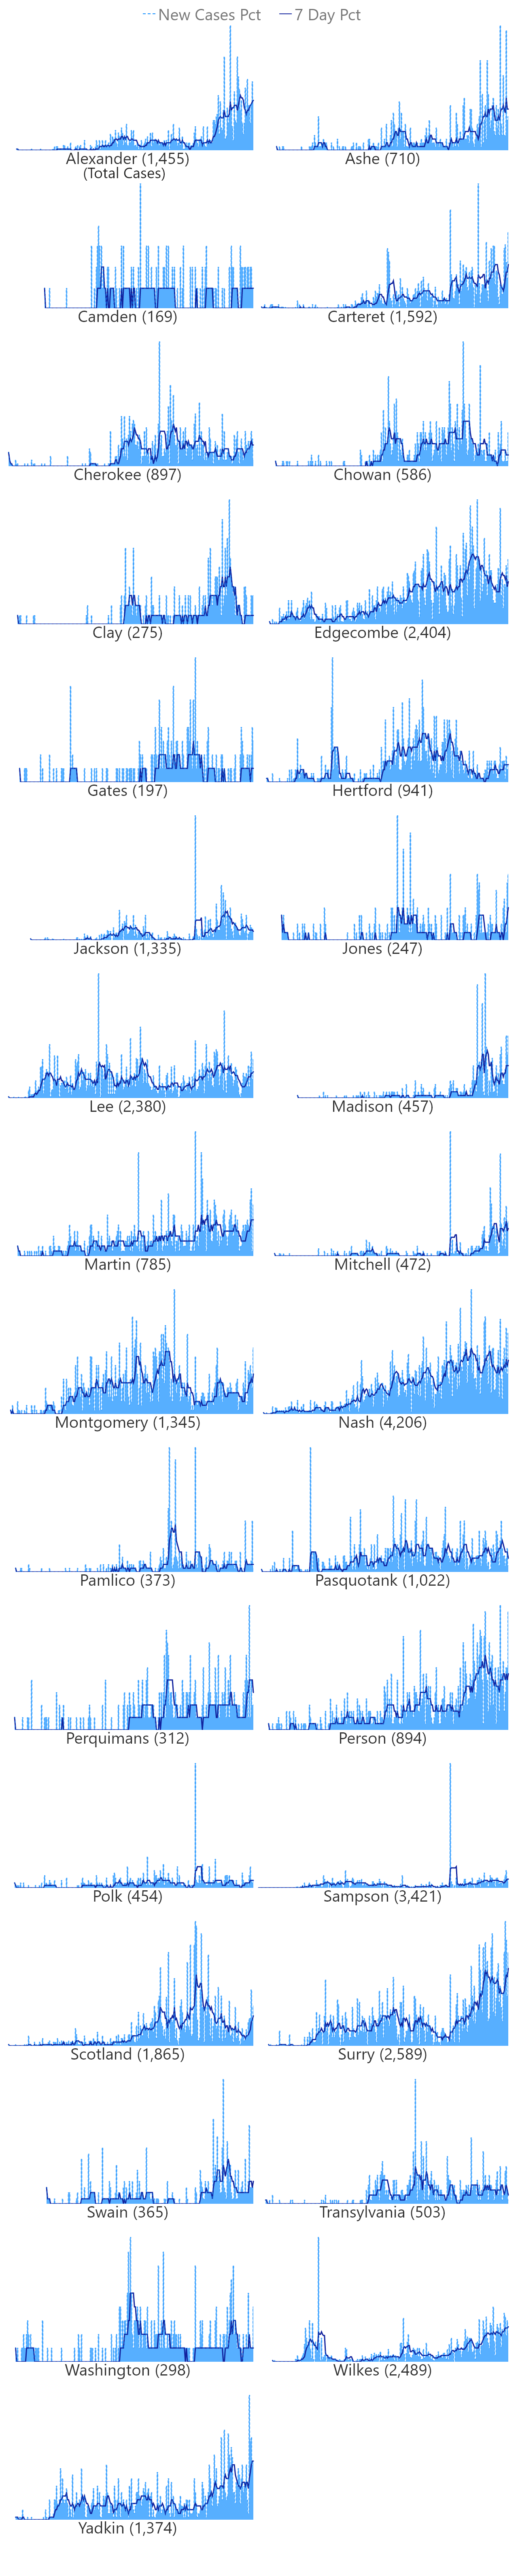 New Cases Pct 7 Day Pct
Alexander (1,455) Ashe (710)
(Total Cases)
Camden (169) Carteret (1,592)
Cherokee (897) Chowan (586)
Clay (275) Edgecombe (2,404)
Gates (197) Hertford (941)
Jackson (1,335) Jones (247)
Lee (2,380) Madison (457)
Martin (785) Mitchell (472)
Montgomery (1,345) Nash (4,206)
Pamlico (373) Pasquotank (1,022)
Perquimans (312) Person (894)
Polk (454) Sampson (3,421)
Scotland (1,865) Surry (2,589)
Swain (365) Transylvania (503)
Washington (298) Wilkes (2,489)
Yadkin (1,374)